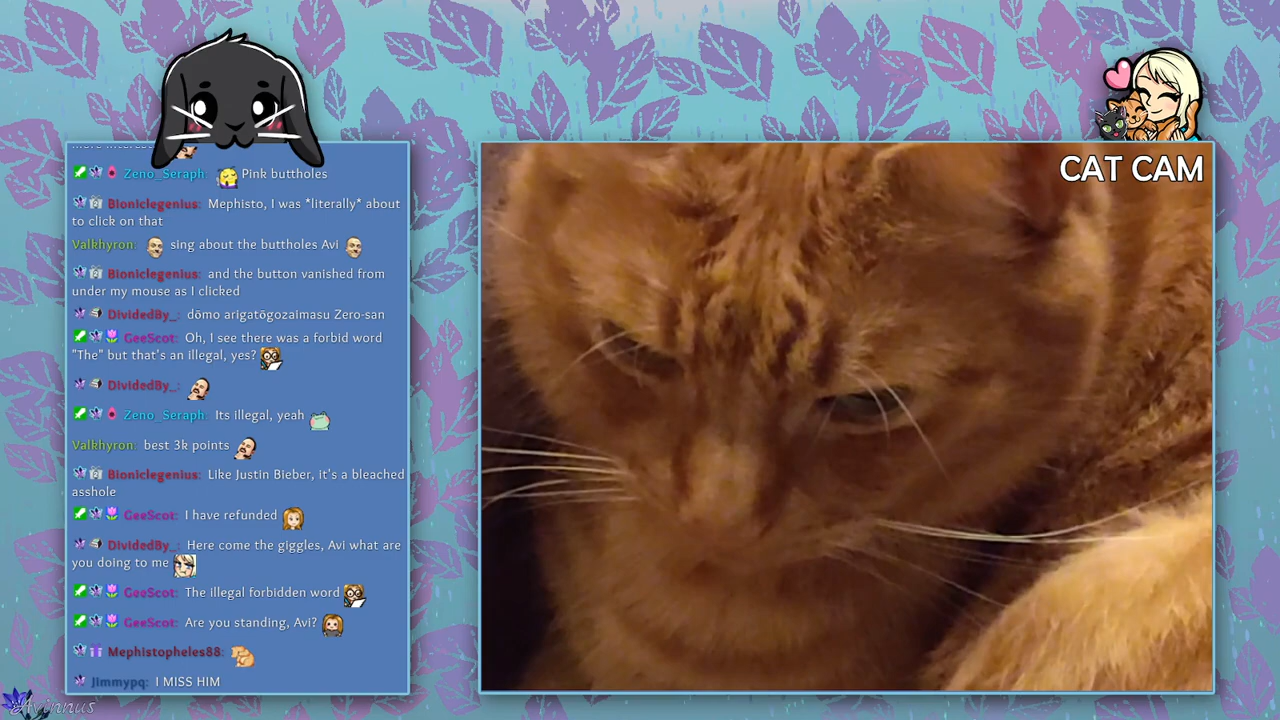 Zeno_Seraph: Pink buttholes
Bioniclegenius: Mephisto, I was *literally* about
to click on that
Valkhyron: sing about the buttholes Avi
Bioniclegenius: and the button vanished from
under my mouse as I clicked
DividedBy_: dōmo arigatōgozaimasu Zero-san
GeeScot: Oh, I see there was a forbid word
"The" but that's an illegal, yes?
DividedBy_:
Zeno_Seraph: Its illegal, yeah
Valkhyron: best 3k points
Bioniclegenius: Like Justin Bieber, it's a bleached
asshole
GeeScot: I have refunded
DividedBy_: Here come the giggles, Avi what are
you doing to me
GeeScot: The illegal forbidden word
GeeScot: Are you standing, Avi?
Mephistopheles88:
Jimmypq: I MISS HIM
CAT CAM
Avinnus